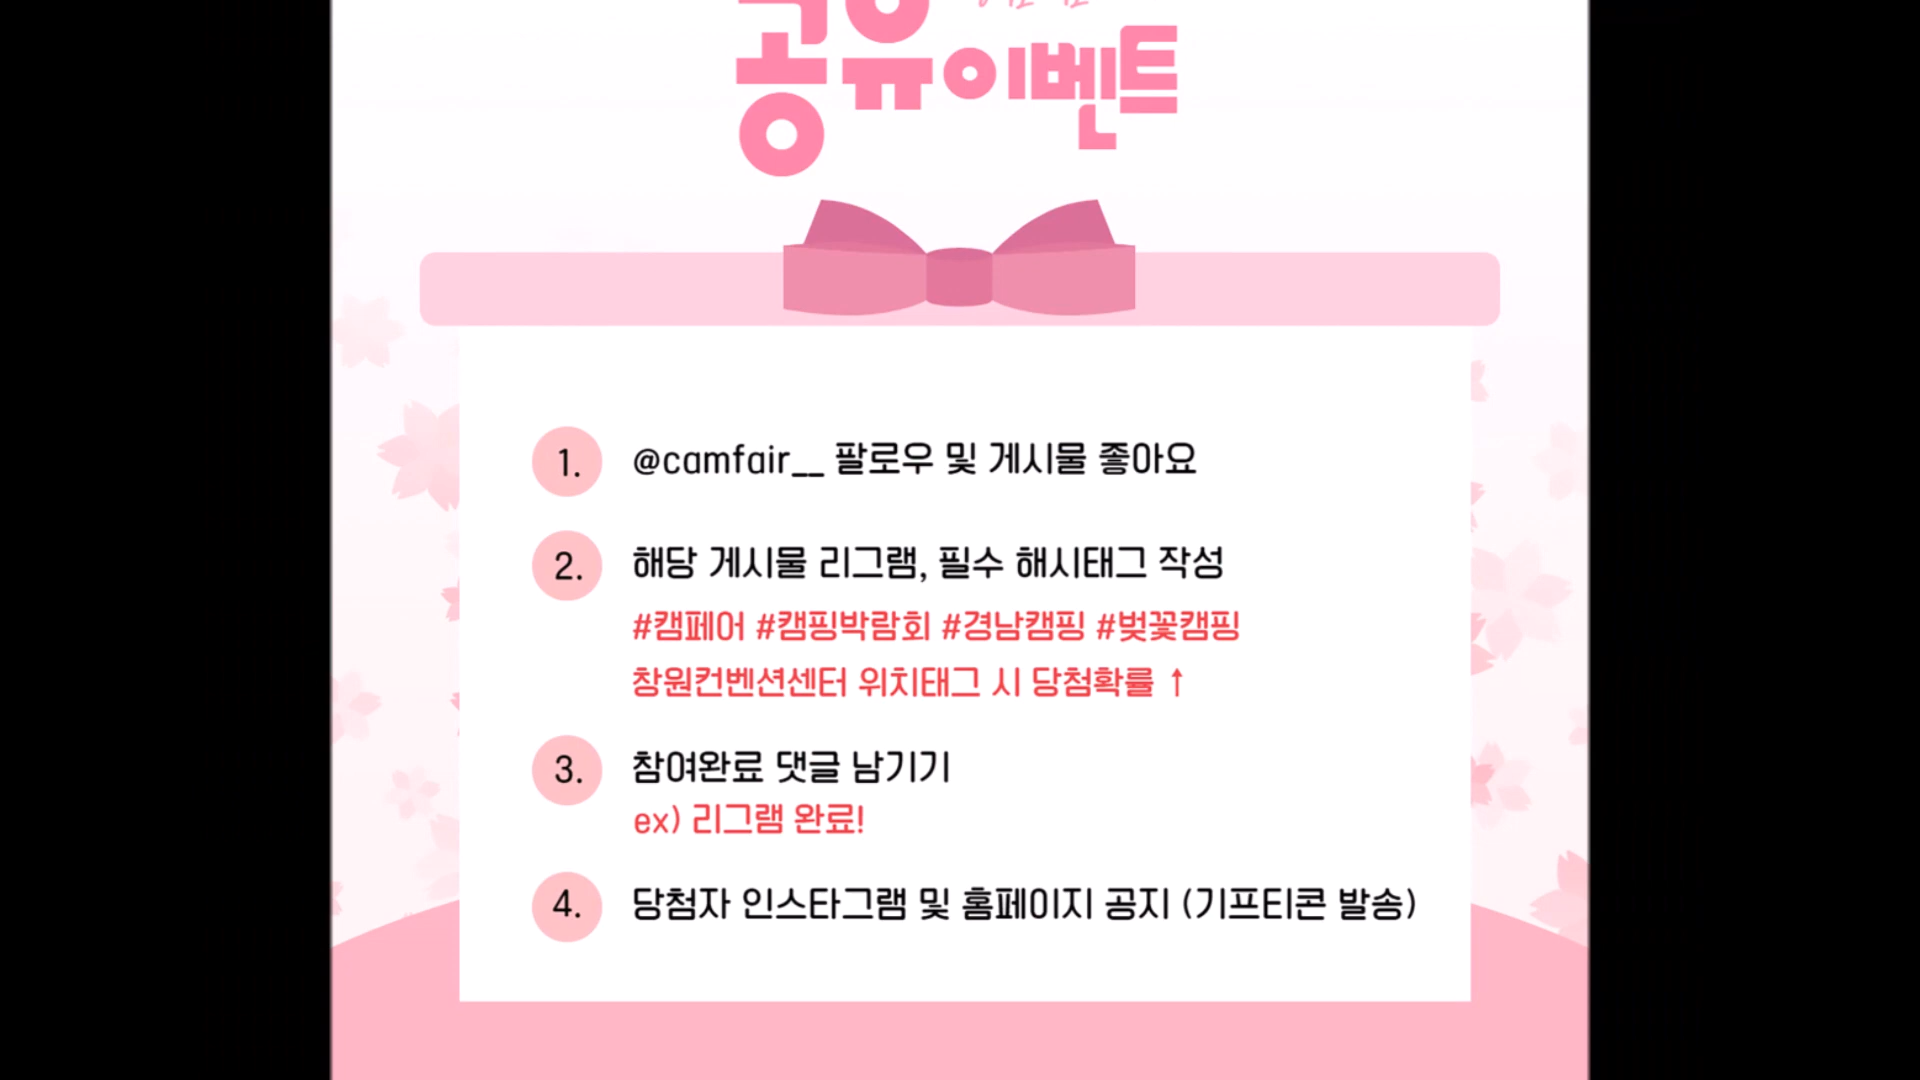 공유이벤트
1. @camfair__ 팔로우 및 게시물 좋아요
2. 해당 게시물 리그램, 필수 해시태그 작성
#캠페어 #캠핑박람회 #경남캠핑 #벚꽃캠핑
창원컨벤션센터 위치태그 시 당첨확률 ↑
3. 참여완료 댓글 남기기
ex) 리그램 완료!
4. 당첨자 인스타그램 및 홈페이지 공지 (기프티콘 발송)